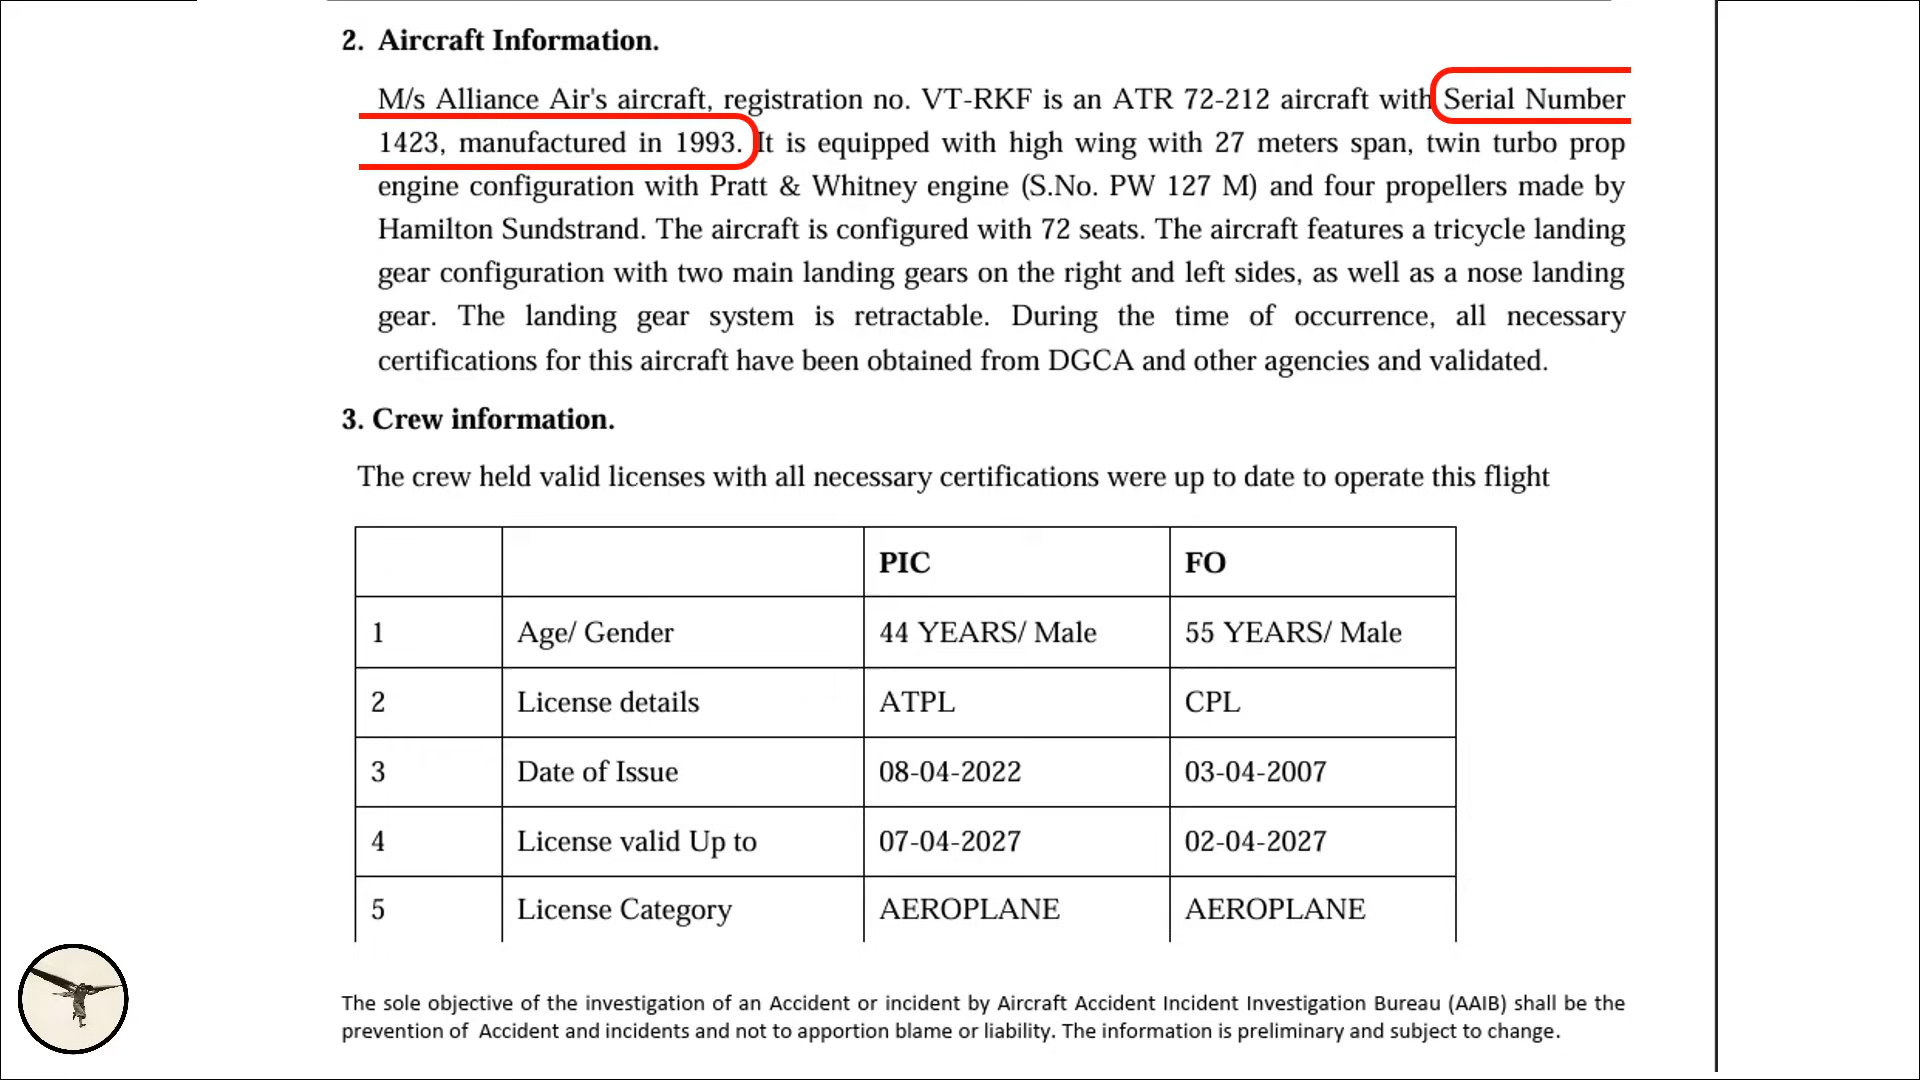 2. Aircraft Information.
M/s Alliance Air's aircraft, registration no. VT-RKF is an ATR 72-212 aircraft with Serial Number
1423, manufactured in 1993. It is equipped with high wing with 27 meters span, twin turbo prop
engine configuration with Pratt & Whitney engine (S.No. PW 127 M) and four propellers made by
Hamilton Sundstrand. The aircraft is configured with 72 seats. The aircraft features a tricycle landing
gear configuration with two main landing gears on the right and left sides, as well as a nose landing
gear. The landing gear system is retractable. During the time of occurrence, all necessary
certifications for this aircraft have been obtained from DGCA and other agencies and validated.
3. Crew information.
The crew held valid licenses with all necessary certifications were up to date to operate this flight
PIC FO
1 Age/ Gender 44 YEARS/ Male 55 YEARS/ Male
2 License details ATPL CPL
3 Date of Issue 08-04-2022 03-04-2007
4 License valid Up to 07-04-2027 02-04-2027
5 License Category AEROPLANE AEROPLANE
The sole objective of the investigation of an Accident or incident by Aircraft Accident Incident Investigation Bureau (AAIB) shall be the
prevention of Accident and incidents and not to apportion blame or liability. The information is preliminary and subject to change.